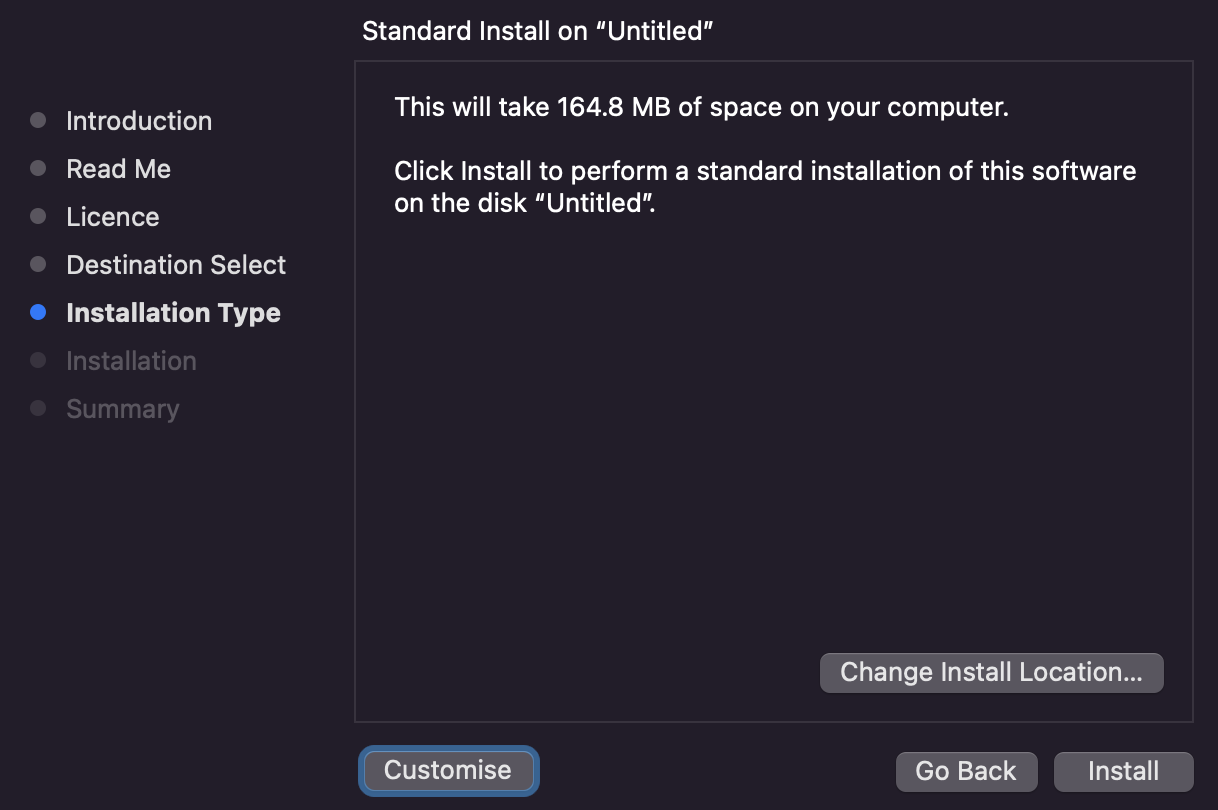 Standard Install on “Untitled”
Introduction
Read Me
Licence
Destination Select
Installation Type
Installation
Summary
This will take 164.8 MB of space on your computer.
Click Install to perform a standard installation of this software
on the disk “Untitled”.
Change Install Location...
Customise
Go Back
Install